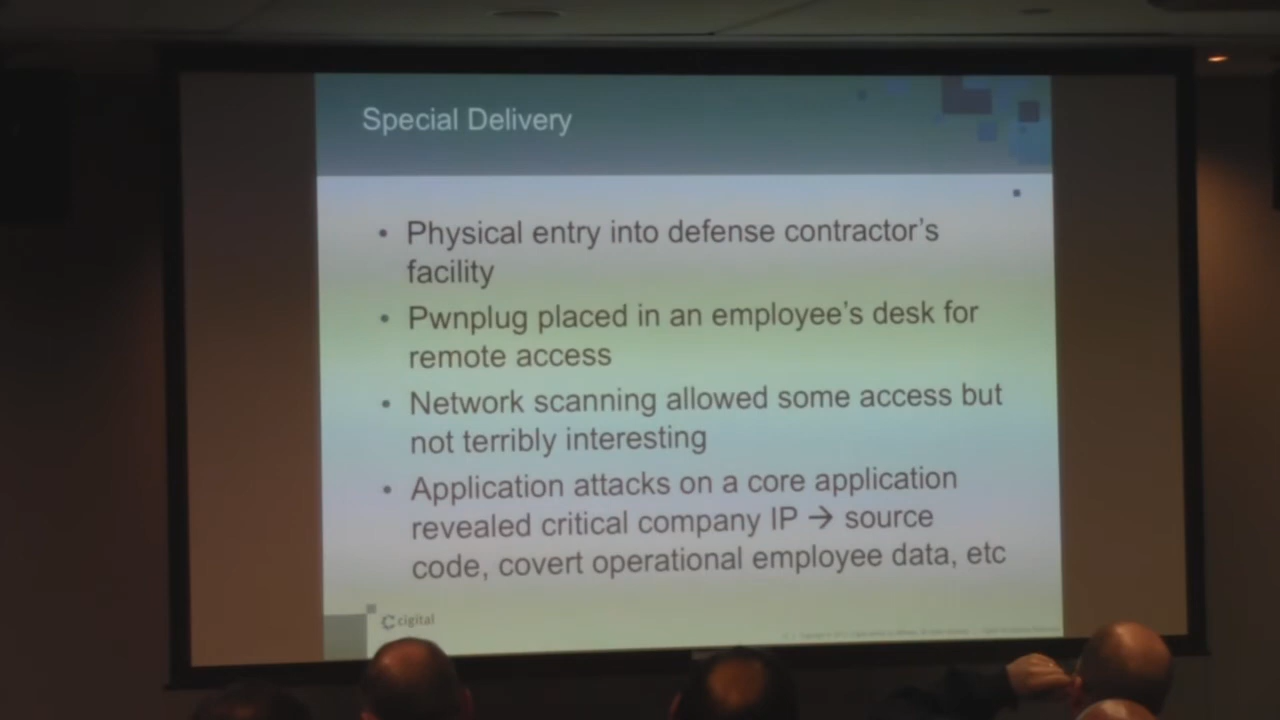 Special Delivery
• Physical entry into defense contractor's
facility
• Pwnplug placed in an employee's desk for
remote access
• Network scanning allowed some access but
not terribly interesting
• Application attacks on a core application
revealed critical company IP → source
code, covert operational employee data, etc
cigital